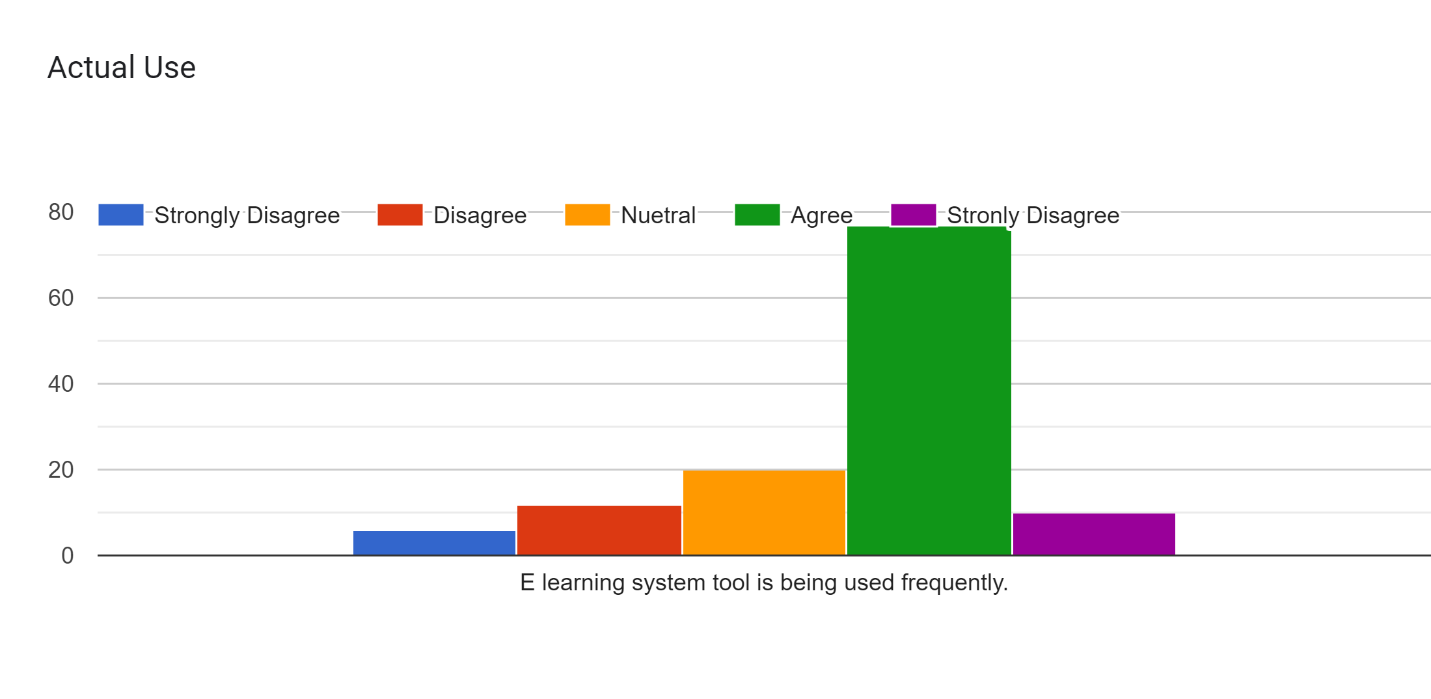 Actual Use
80
Strongly Disagree Disagree Nuetral Agree Stronly Disagree
60
40
20
0
E learning system tool is being used frequently.